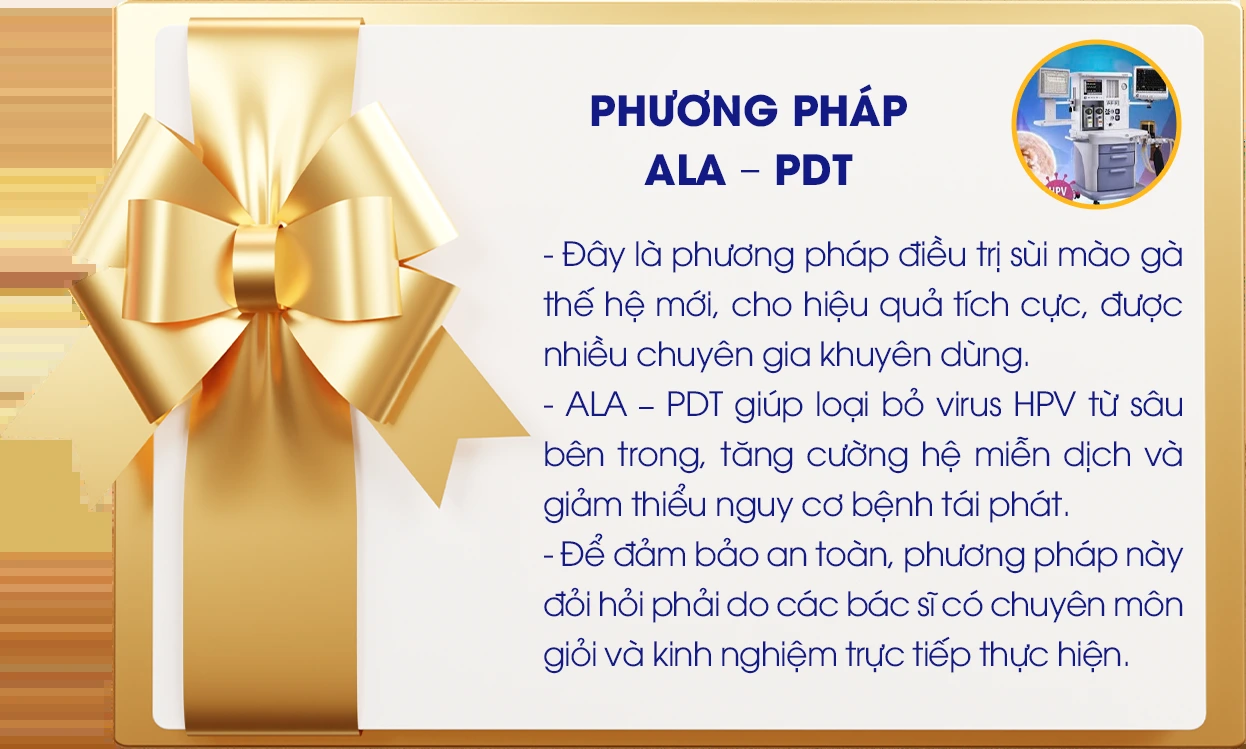 PHƯƠNG PHÁP
ALA – PDT
HPV
- Đây là phương pháp điều trị sùi mào gà
thế hệ mới, cho hiệu quả tích cực, được
nhiều chuyên gia khuyên dùng.
- ALA – PDT giúp loại bỏ virus HPV từ sâu
bên trong, tăng cường hệ miễn dịch và
giảm thiểu nguy cơ bệnh tái phát.
- Để đảm bảo an toàn, phương pháp này
đỏi hỏi phải do các bác sĩ có chuyên môn
giỏi và kinh nghiệm trực tiếp thực hiện.